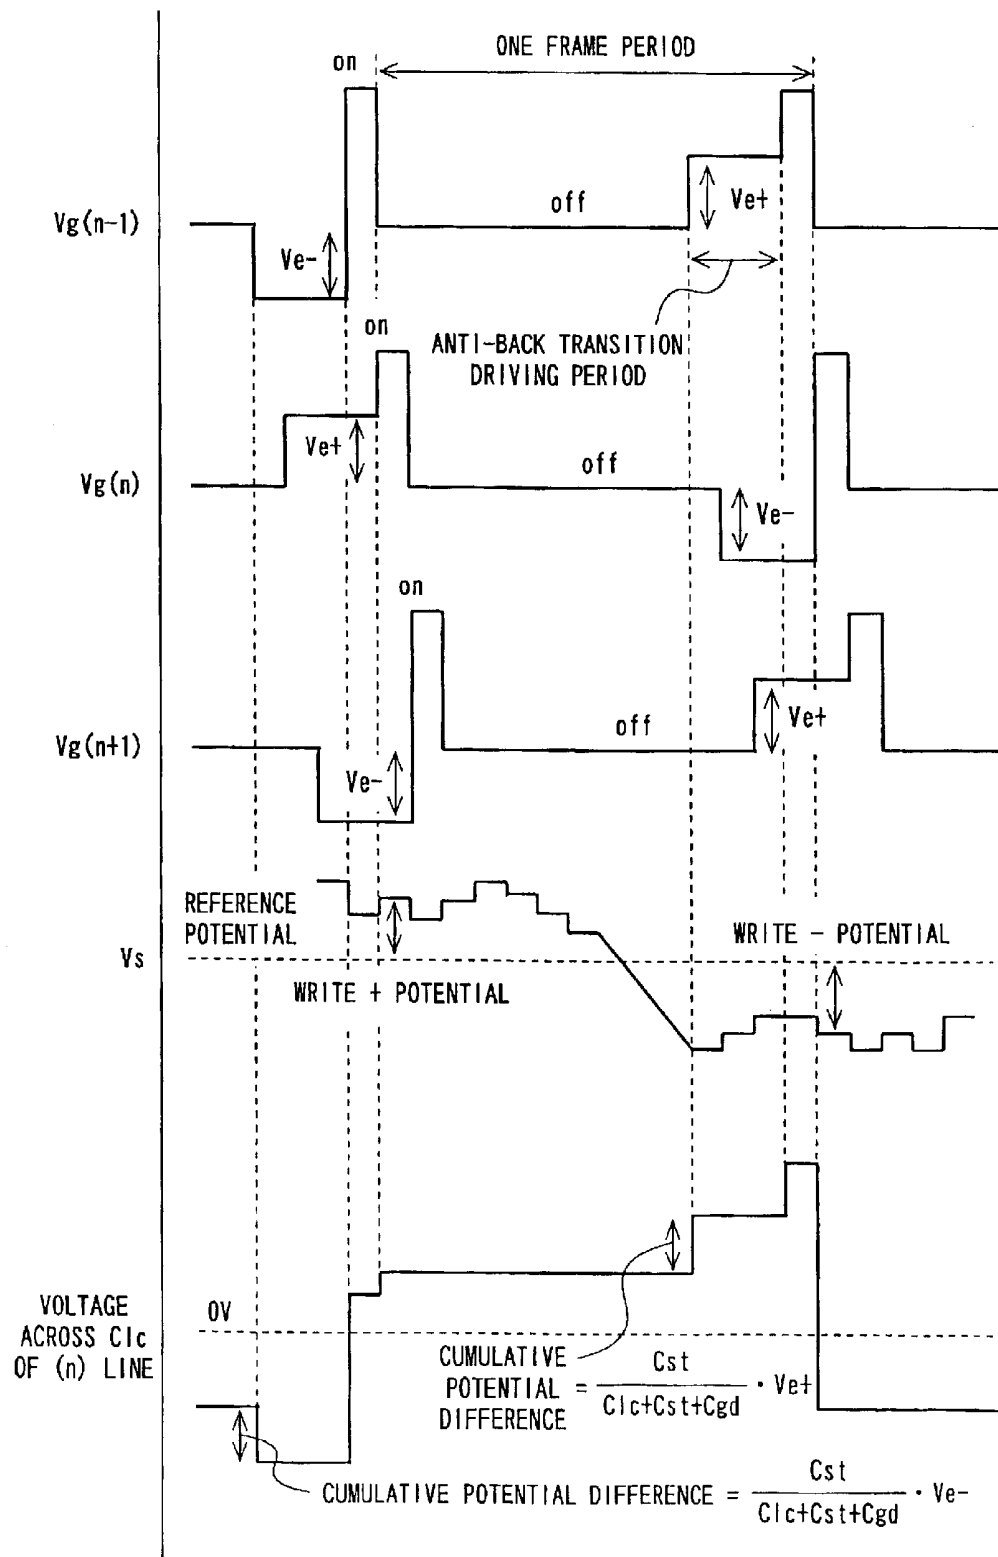 ONE FRAME PERIOD
on
Vg(n-1)
Ve-
off
Ve+
on
ANTI-BACK TRANSITION
DRIVING PERIOD
Vg(n)
Ve+
off
Ve-
on
Vg(n+1)
Ve-
off
Ve+
REFERENCE
POTENTIAL
Vs
WRITE - POTENTIAL
WRITE + POTENTIAL
VOLTAGE
ACROSS Clc
OF (n) LINE
0V
CUMULATIVE
POTENTIAL
DIFFERENCE
= Cst / Clc+Cst+Cgd · Ve+
CUMULATIVE POTENTIAL DIFFERENCE = Cst / Clc+Cst+Cgd · Ve-